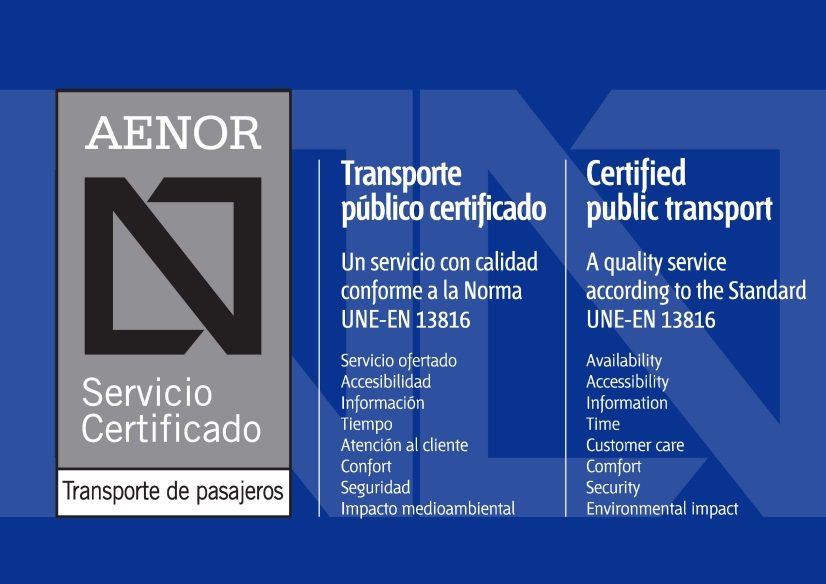 AENOR
Servicio
Certificado
Transporte de pasajeros
Transporte
público certificado
Un servicio con calidad
conforme a la Norma
UNE-EN 13816
Servicio ofertado
Accesibilidad
Información
Tiempo
Atención al cliente
Confort
Seguridad
Impacto medioambiental
Certified
public transport
A quality service
according to the Standard
UNE-EN 13816
Availability
Accessibility
Information
Time
Customer care
Comfort
Security
Environmental impact